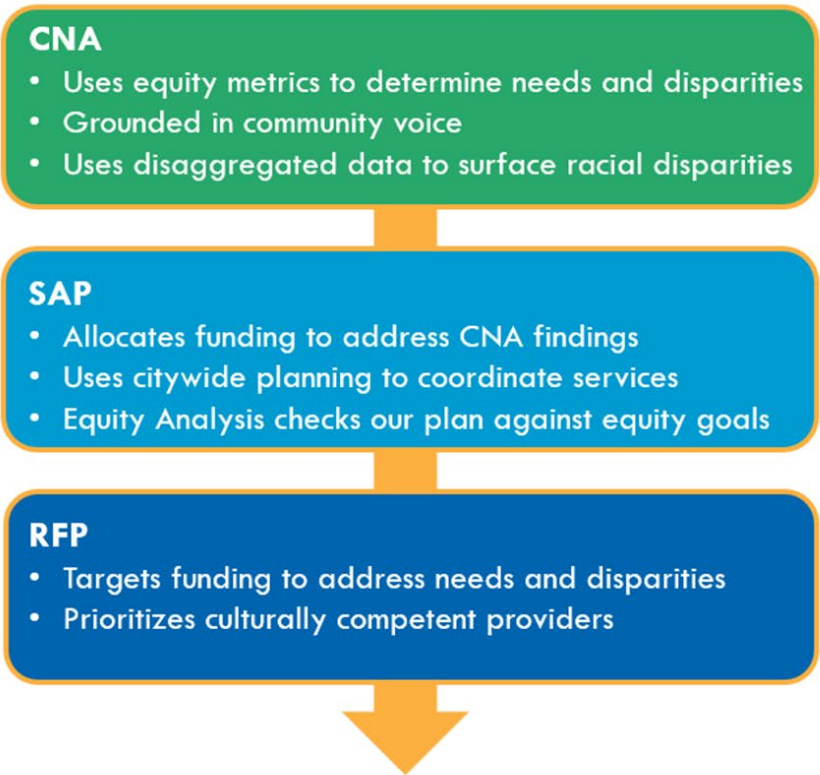 CNA
• Uses equity metrics to determine needs and disparities
• Grounded in community voice
• Uses disaggregated data to surface racial disparities
SAP
• Allocates funding to address CNA findings
• Uses citywide planning to coordinate services
• Equity Analysis checks our plan against equity goals
RFP
• Targets funding to address needs and disparities
• Prioritizes culturally competent providers